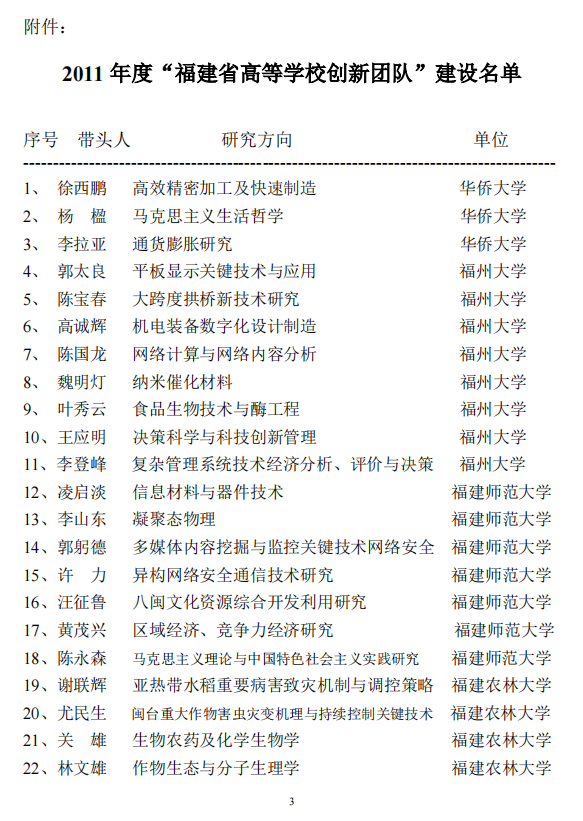 附件：
2011 年度“福建省高等学校创新团队”建设名单
序号 带头人 研究方向 单位
1、 徐西鹏 高效精密加工及快速制造 华侨大学
2、 杨 楹 马克思主义生活哲学 华侨大学
3、 李拉亚 通货膨胀研究 华侨大学
4、 郭太良 平板显示关键技术与应用 福州大学
5、 陈宝春 大跨度拱桥新技术研究 福州大学
6、 高诚辉 机电装备数字化设计制造 福州大学
7、 陈国龙 网络计算与网络内容分析 福州大学
8、 魏明灯 纳米催化材料 福州大学
9、 叶秀云 食品生物技术与酶工程 福州大学
10、王应明 决策科学与科技创新管理 福州大学
11、李登峰 复杂管理系统技术经济分析、评价与决策 福州大学
12、凌启淡 信息材料与器件技术 福建师范大学
13、李山东 凝聚态物理 福建师范大学
14、郭躬德 多媒体内容挖掘与监控关键技术网络安全 福建师范大学
15、许 力 异构网络安全通信技术研究 福建师范大学
16、汪征鲁 八闽文化资源综合开发利用研究 福建师范大学
17、黄茂兴 区域经济、竞争力经济研究 福建师范大学
18、陈永森 马克思主义理论与中国特色社会主义实践研究 福建师范大学
19、谢联辉 亚热带水稻重要病害致灾机制与调控策略 福建农林大学
20、尤民生 闽台重大作物害虫灾变机理与持续控制关键技术 福建农林大学
21、关 雄 生物农药及化学生物学 福建农林大学
22、林文雄 作物生态与分子生理学 福建农林大学
3